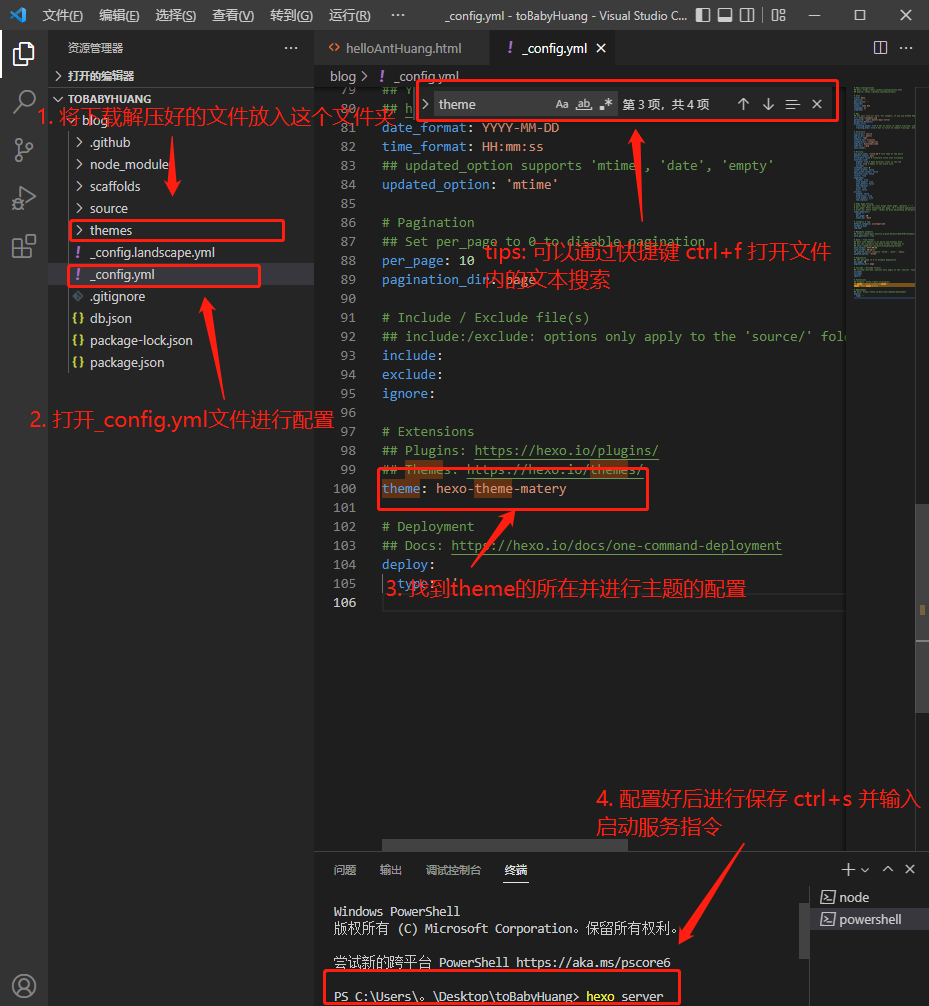 文件(F) 编辑(E) 选择(S) 查看(V) 转到(G) 运行(R) ··· _config.yml - toBabyHuang - Visual Studio C...
资源管理器 ···
打开的编辑器
TOBABYHUANG
1. 将下载解压好的文件放入这个文件夹
blog
.github
node_module
scaffolds
source
themes
_config.landscape.yml
_config.yml
.gitignore
db.json
package-lock.json
package.json
2. 打开_config.yml文件进行配置
helloAntHuang.html ! _config.yml
blog > ! _config.yml
theme Aa ab 第 3 项，共 4 项
79 ## Y
80 ## h
81 date_format: YYYY-MM-DD
82 time_format: HH:mm:ss
83 ## updated_option supports 'mtime', 'date', 'empty'
84 updated_option: 'mtime'
85
86 # Pagination
87 ## Set per_page to 0 to disable pagination
88 per_page: 10
89 pagination_dir: page
tips: 可以通过快捷键 ctrl+f 打开文件
内的文本搜索
90
91 # Include / Exclude file(s)
92 ## include:/exclude: options only apply to the 'source/' fol
93 include:
94 exclude:
95 ignore:
96
97 # Extensions
98 ## Plugins: https://hexo.io/plugins/
99 ## Themes: https://hexo.io/themes/
100 theme: hexo-theme-matery
101
102 # Deployment
103 ## Docs: https://hexo.io/docs/one-command-deployment
104 deploy:
105 type: ''
3. 找到theme的所在并进行主题的配置
106
4. 配置好后进行保存 ctrl+s 并输入
启动服务指令
问题 输出 调试控制台 终端
node
powershell
Windows PowerShell
版权所有 (C) Microsoft Corporation。保留所有权利。
尝试新的跨平台 PowerShell https://aka.ms/pscore6
PS C:\Users\。\Desktop\toBabyHuang> hexo server